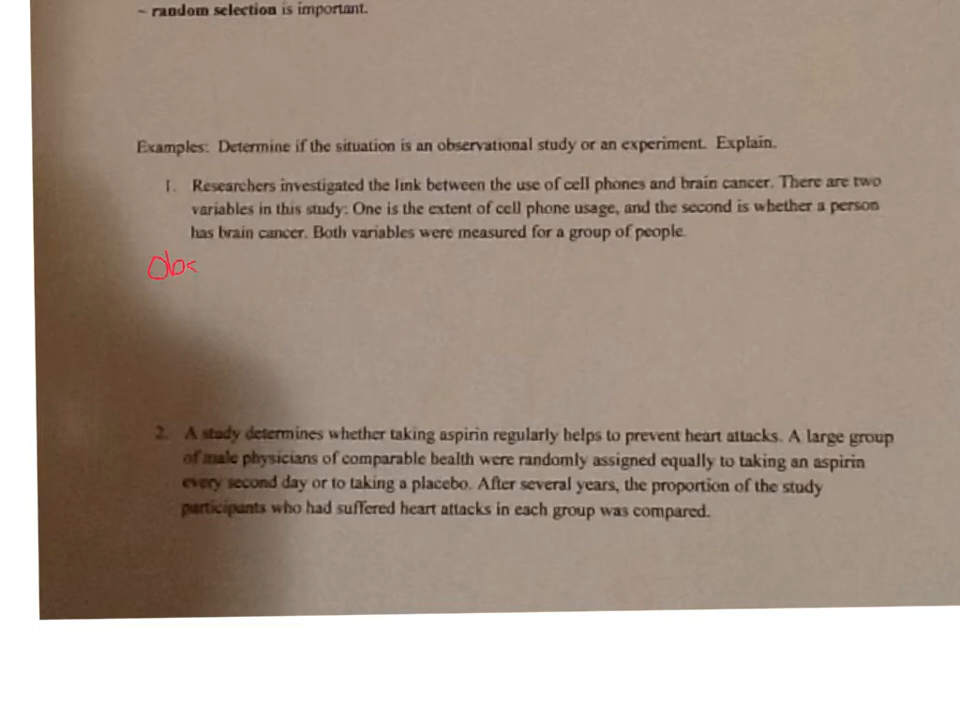 ~ random selection is important.
Examples: Determine if the situation is an observational study or an experiment. Explain.
1. Researchers investigated the link between the use of cell phones and brain cancer. There are two
variables in this study: One is the extent of cell phone usage, and the second is whether a person
has brain cancer. Both variables were measured for a group of people.
Obs
2. A study determines whether taking aspirin regularly helps to prevent heart attacks. A large group
of male physicians of comparable health were randomly assigned equally to taking an aspirin
every second day or to taking a placebo. After several years, the proportion of the study
participants who had suffered heart attacks in each group was compared.